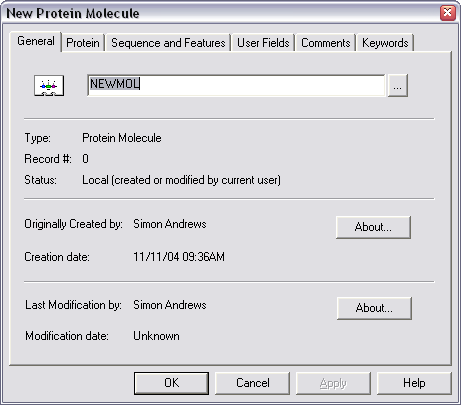 New Protein Molecule
General Protein Sequence and Features User Fields Comments Keywords
NEWMOL ...
Type: Protein Molecule
Record #: 0
Status: Local (created or modified by current user)
Originally Created by: Simon Andrews About...
Creation date: 11/11/04 09:36AM
Last Modification by: Simon Andrews About...
Modification date: Unknown
OK Cancel Apply Help